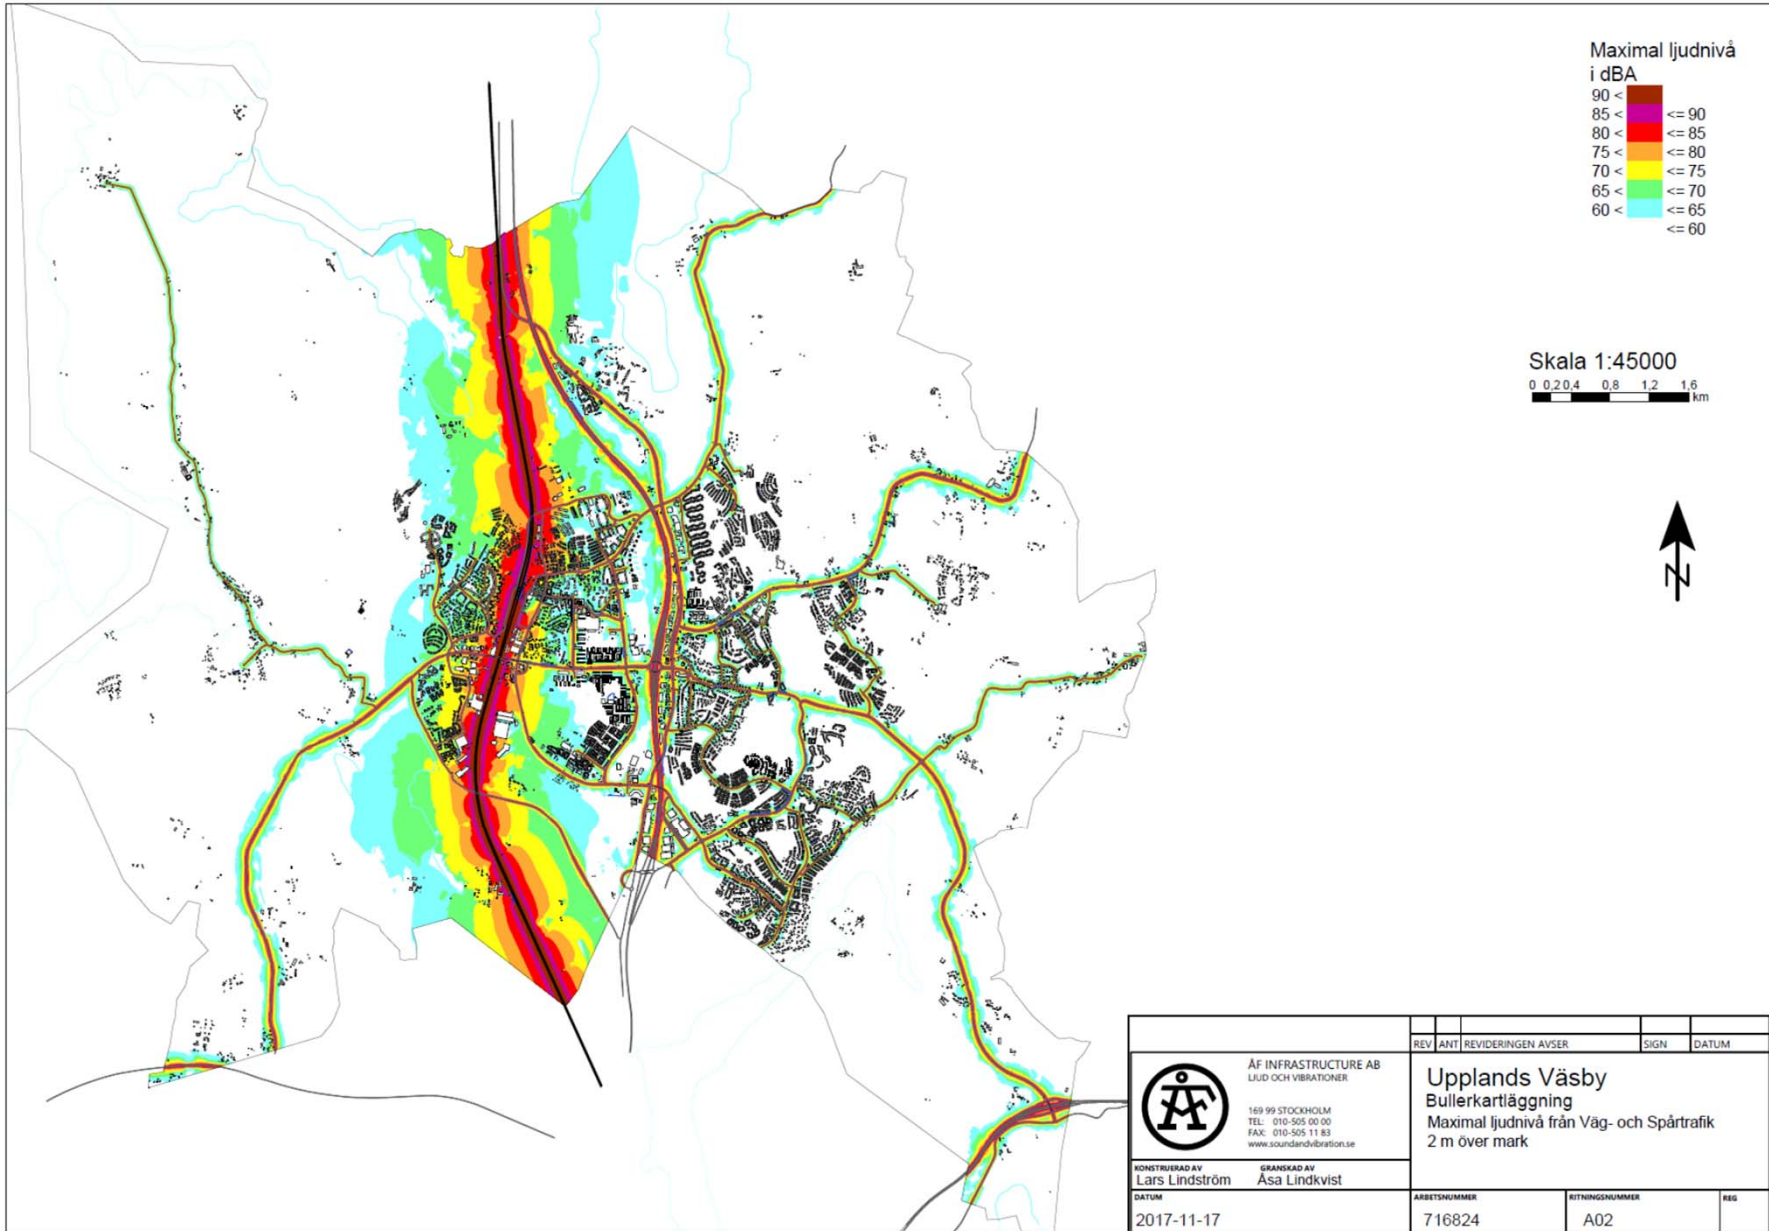 Maximal ljudnivå
i dBA
90 <
85 < <= 90
80 < <= 85
75 < <= 80
70 < <= 75
65 < <= 70
60 < <= 65
<= 60
Skala 1:45000
0 0,20,4 0,8 1,2 1,6
km
N
REV ANT REVIDERINGEN AVSER SIGN DATUM
ÅF
ÅF INFRASTRUCTURE AB
LJUD OCH VIBRATIONER
169 99 STOCKHOLM
TEL: 010-505 00 00
FAX: 010-505 11 83
www.soundandvibration.se
Upplands Väsby
Bullerkartläggning
Maximal ljudnivå från Väg- och Spårtrafik
2 m över mark
KONSTRUERAD AV GRANSKAD AV
Lars Lindström Åsa Lindkvist
DATUM
2017-11-17
ARBETSNUMMER RITNINGSNUMMER REG
716824 A02